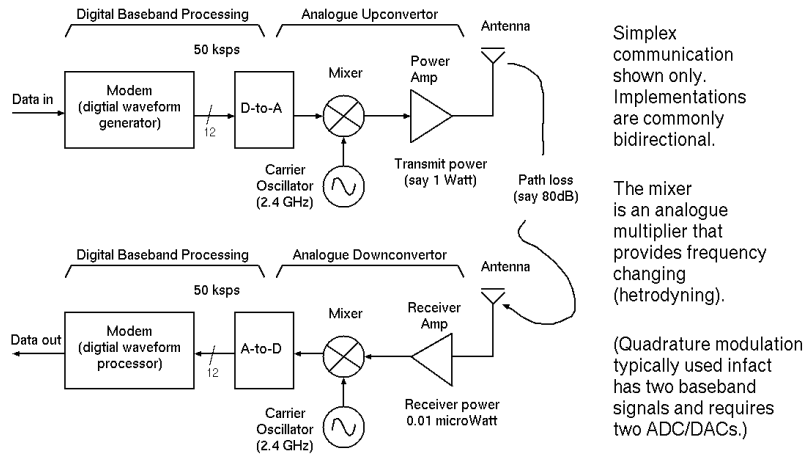 Digital Baseband Processing
Analogue Upconvertor
Antenna
50 ksps
Mixer
Power
Amp
Data in
Modem
(digtial waveform
generator)
12
D-to-A
Carrier
Oscillator
(2.4 GHz)
Transmit power
(say 1 Watt)
Path loss
(say 80dB)
Digital Baseband Processing
Analogue Downconvertor
Antenna
50 ksps
Mixer
Receiver
Amp
Data out
Modem
(digtial waveform
processor)
12
A-to-D
Carrier
Oscillator
(2.4 GHz)
Receiver power
0.01 microWatt
Simplex
communication
shown only.
Implementations
are commonly
bidirectional.
The mixer
is an analogue
multiplier that
provides frequency
changing
(hetrodyning).
(Quadrature modulation
typically used infact
has two baseband
signals and requires
two ADC/DACs.)